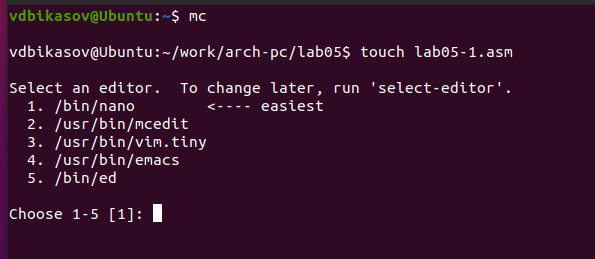 vdbikasov@Ubuntu:~$ mc
vdbikasov@Ubuntu:~/work/arch-pc/lab05$ touch lab05-1.asm
Select an editor.  To change later, run 'select-editor'.
  1. /bin/nano        <---- easiest
  2. /usr/bin/mcedit
  3. /usr/bin/vim.tiny
  4. /usr/bin/emacs
  5. /bin/ed
Choose 1-5 [1]: